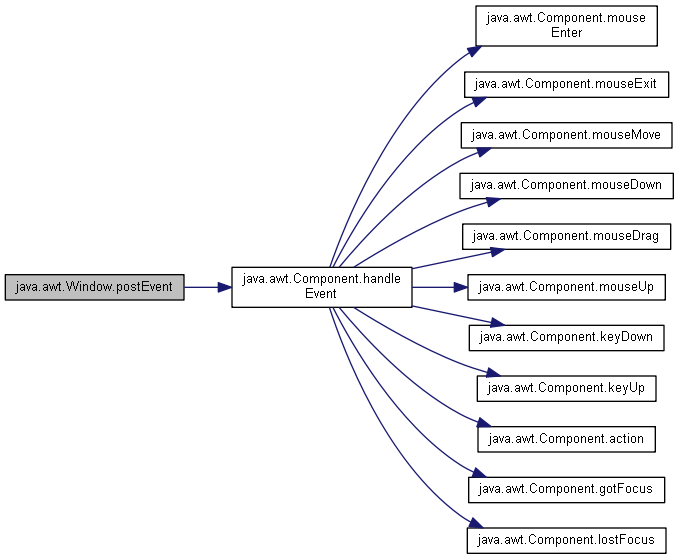 java.awt.Window.postEvent
java.awt.Component.handle
Event
java.awt.Component.mouse
Enter
java.awt.Component.mouseExit
java.awt.Component.mouseMove
java.awt.Component.mouseDown
java.awt.Component.mouseDrag
java.awt.Component.mouseUp
java.awt.Component.keyDown
java.awt.Component.keyUp
java.awt.Component.action
java.awt.Component.gotFocus
java.awt.Component.lostFocus